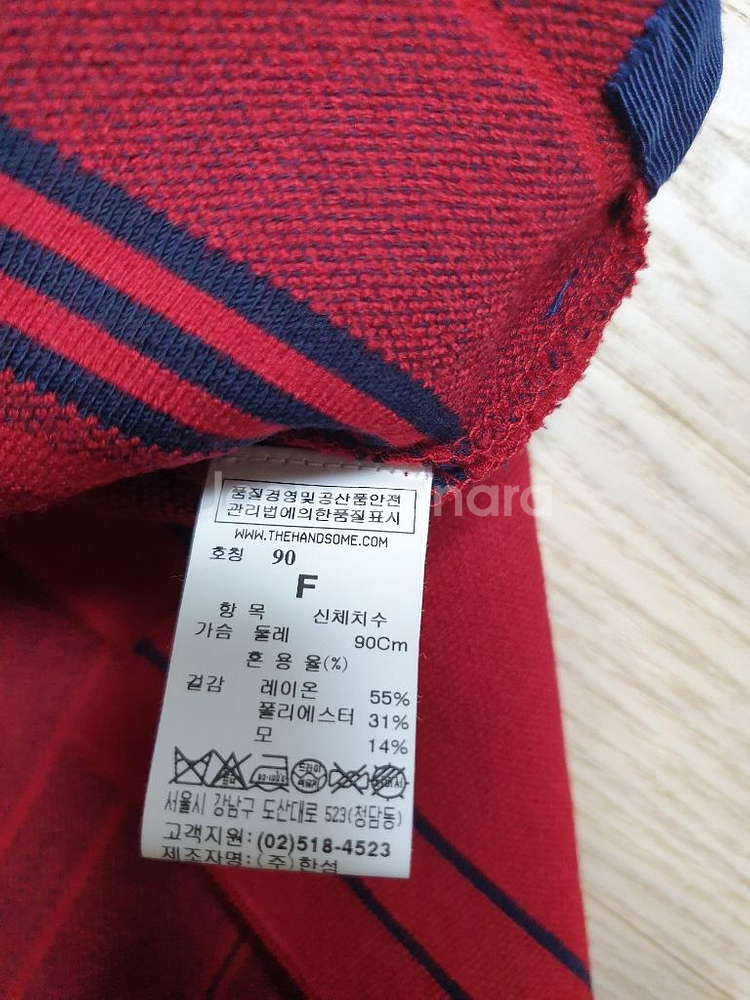 품질경영및공산품안전
관리법에의한품질표시
WWW.THEHANDSOME.COM
호칭 90
F
항 목 신체치수
가슴 둘레 90Cm
혼 용 율(%)
겉감 레이온 55%
폴리에스터 31%
모 14%
드라이
서울시 강남구 도산대로 523(청담동)
고객지원: (02)518-4523
제조자명: (주)한섬